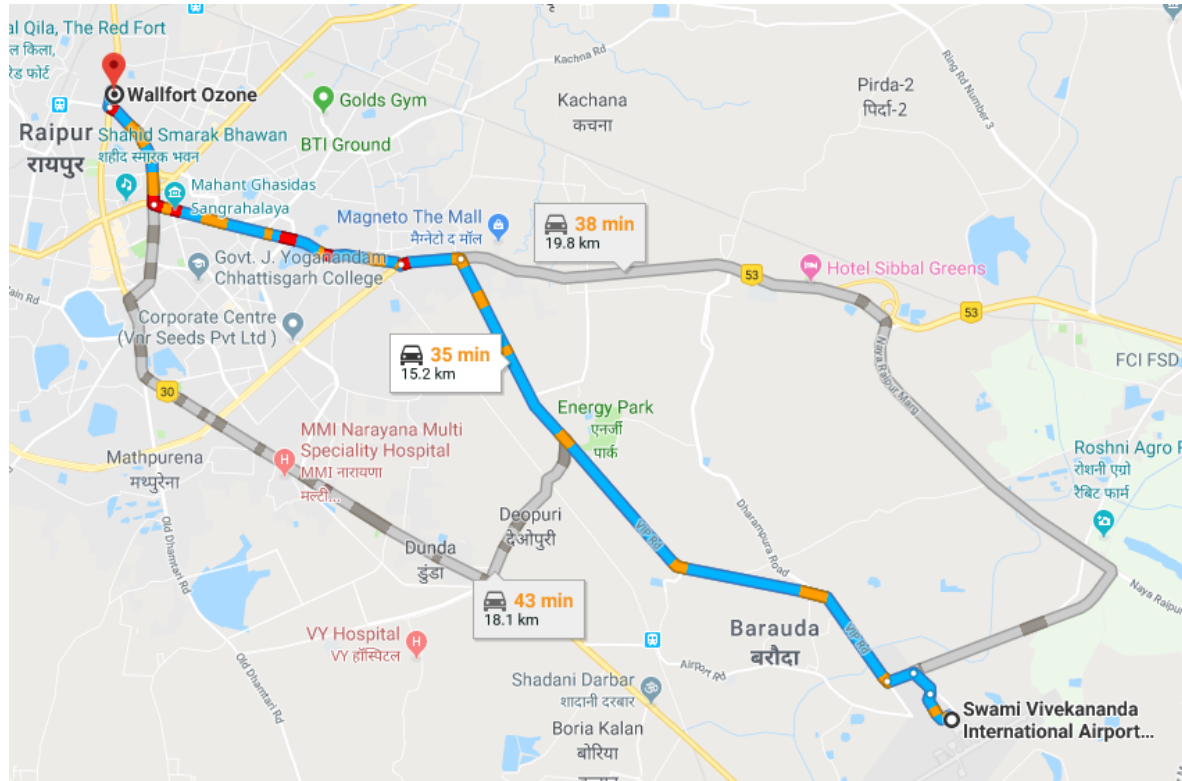 al Qila, The Red Fort
ल किला,
रेड फोर्ट
Wallfort Ozone
Raipur
रायपुर
Shahid Smarak Bhawan
शहीद स्मारक भवन
Golds Gym
BTI Ground
Kachna Rd
Kachana
कचना
Pirda-2
पिर्दा-2
Ring Rd Number 3
Mahant Ghasidas
Sangrahalaya
Magneto The Mall
मैग्नेटो द मॉल
38 min
19.8 km
53
Hotel Sibbal Greens
53
Govt. J. Yoganandam
Chhattisgarh College
Corporate Centre
(Vnr Seeds Pvt Ltd )
35 min
15.2 km
Naya Raipur Marg
FCI FSD
30
Energy Park
एनर्जी
पार्क
MMI Narayana Multi
Speciality Hospital
MMI नारायणा
मल्टी...
Mathpurena
मथ्पुरेना
Roshni Agro
रोशनी एग्रो
रैबिट फार्म
Old Dhamtari Rd
Deopuri
देओपुरी
Dunda
डुंडा
VIP Rd
Dharampura Road
43 min
18.1 km
Naya Raipur
VY Hospital
VY हॉस्पिटल
Barauda
बरौदा
VIP Rd
Airport Rd
Old Dhamtari Rd
Shadani Darbar
शादानी दरबार
Boria Kalan
बोरिया
Swami Vivekananda
International Airport...